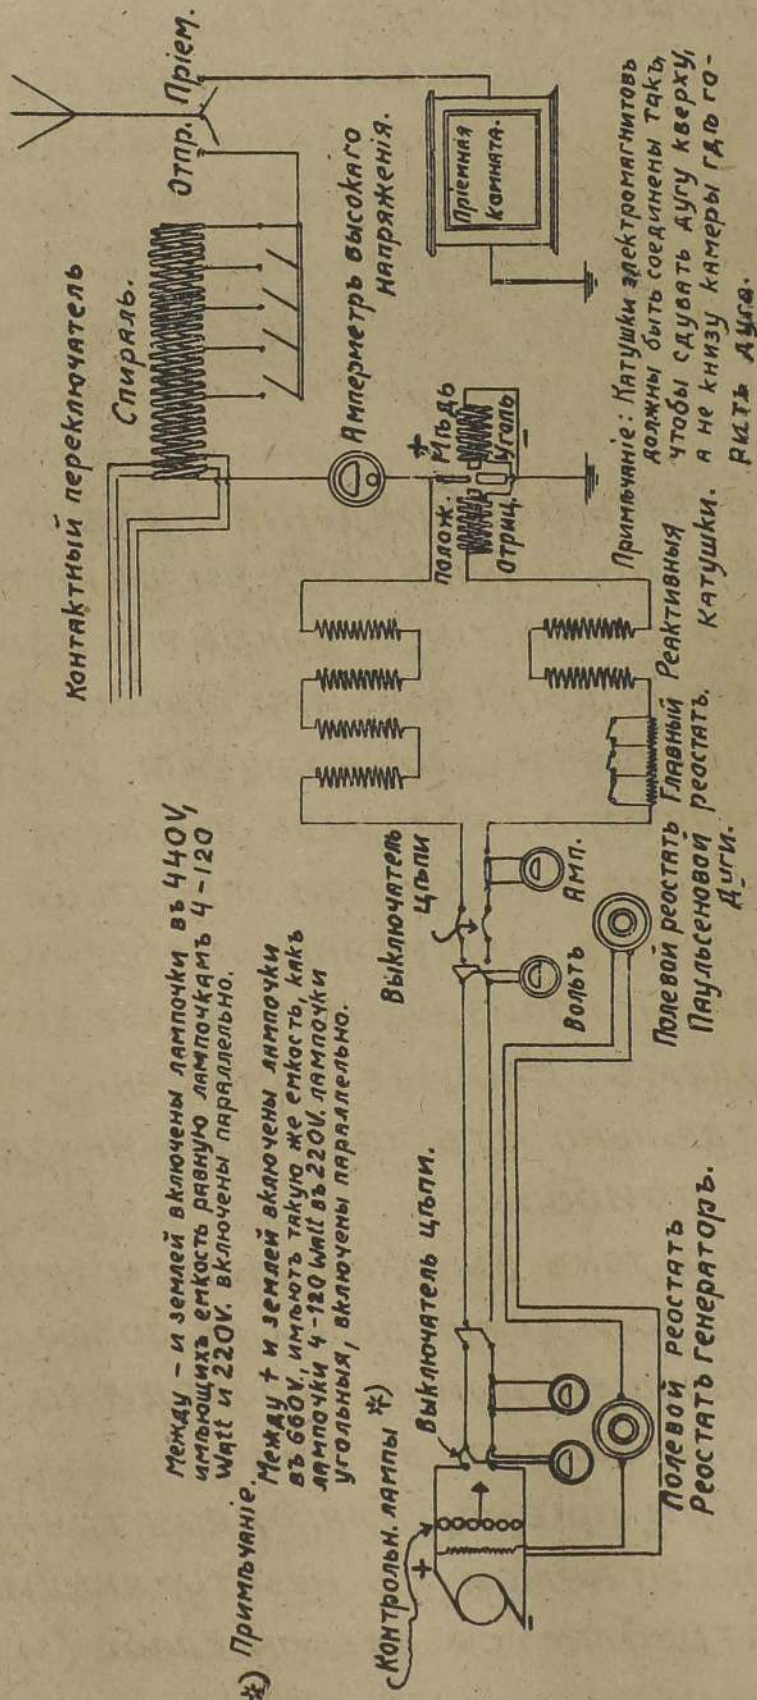 Контактный переключатель
Спираль.
Отпр. Пріем.
Амперметръ высокаго
напряженія.
Пріемная
камната.
+
Мѣдь
полож.
Уголь
Отриц.
-
Примѣчаніе: Катушки электромагнитовъ
должны быть соединены такъ,
чтобы сдувать дугу кверху,
а не книзу камеры гдѣ го-
рить дуга.
Реактивныя
катушки.
Главный
реостатъ.
Полевой реостатъ
Паульсеновой
дуги.
Выключатель
цѣпи
Вольтъ
Амп.
Между - и землей включены лампочки въ 440V,
имѣющихъ емкость равную лампочкамъ 4-120
Watt и 220V. включены параллельно.
*) Примѣчаніе.
Между + и землей включены лампочки
въ 660V., имѣютъ такую же емкость, какъ
лампочки 4-120 Watt въ 220V. лампочки
угольныя, включены параллельно.
Контрольн. лампы *)
Выключатель цѣпи.
+
-
Полевой реостатъ
Реостатъ генераторъ.